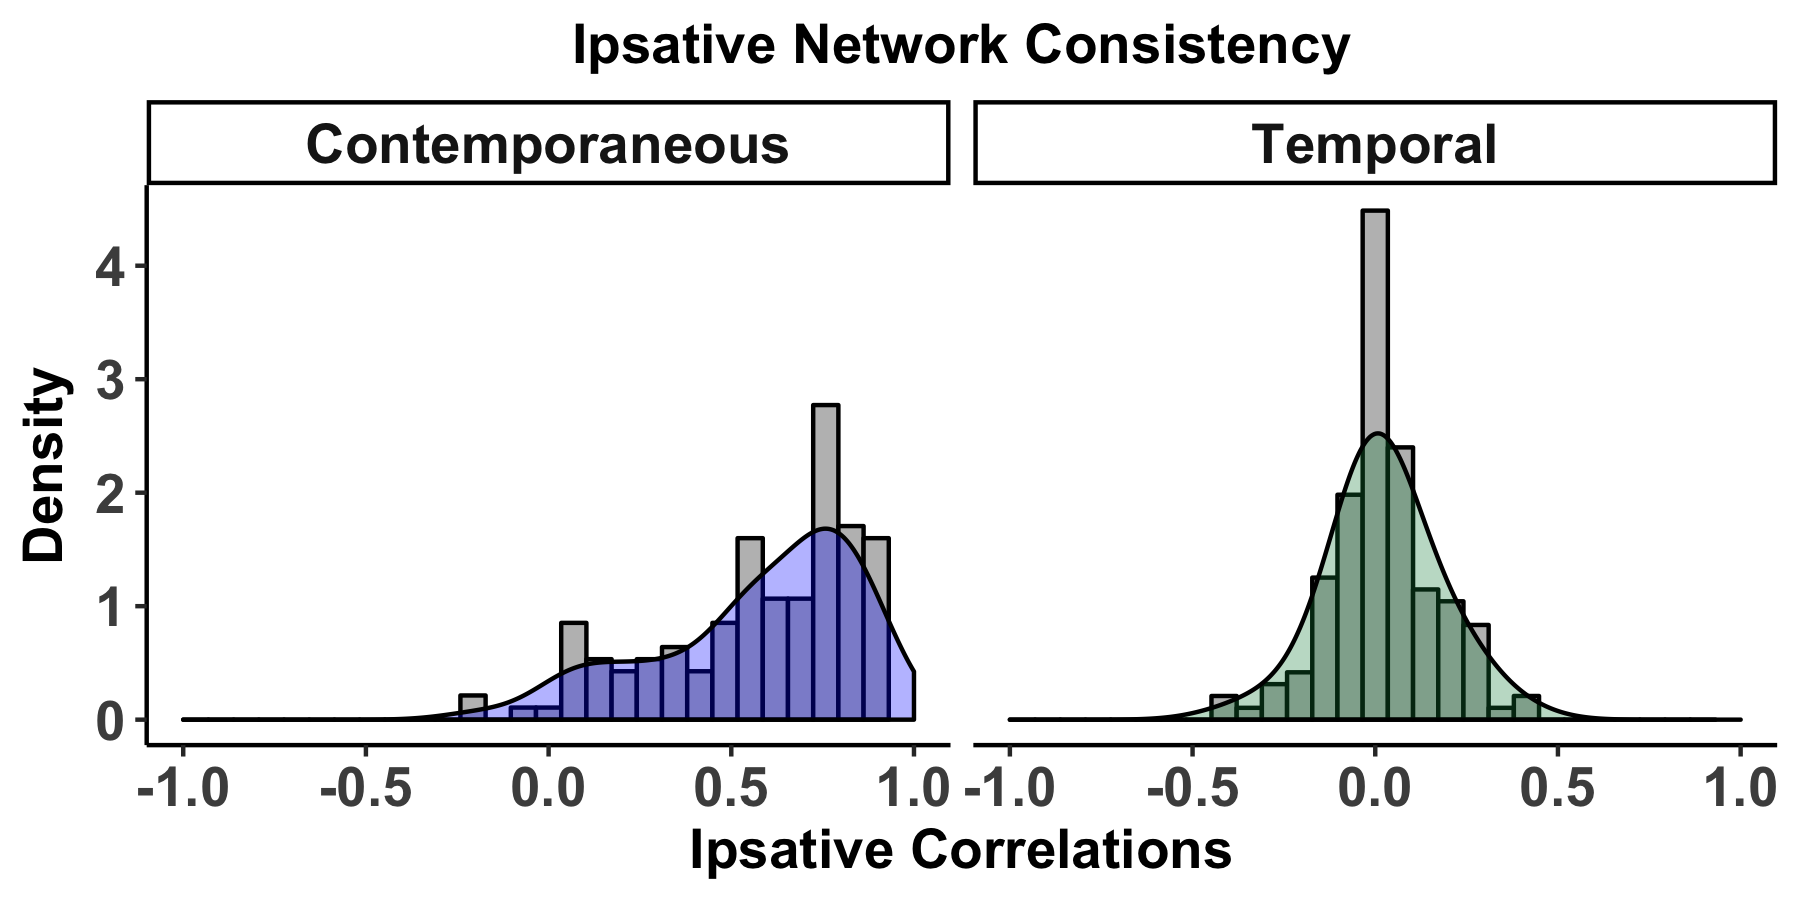 Ipsative Network Consistency
Contemporaneous
Temporal
Density
4
3
2
1
0
-1.0 -0.5 0.0 0.5 1.0
-1.0 -0.5 0.0 0.5 1.0
Ipsative Correlations